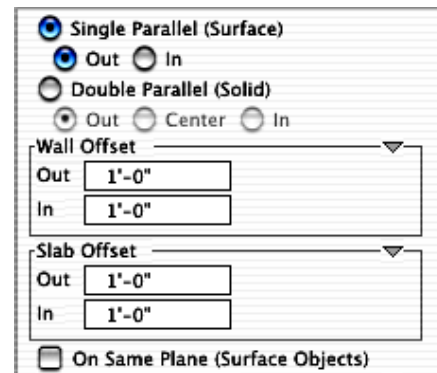 Single Parallel (Surface)
Out In
Double Parallel (Solid)
Out Center In
Wall Offset
Out 1'-0"
In 1'-0"
Slab Offset
Out 1'-0"
In 1'-0"
On Same Plane (Surface Objects)